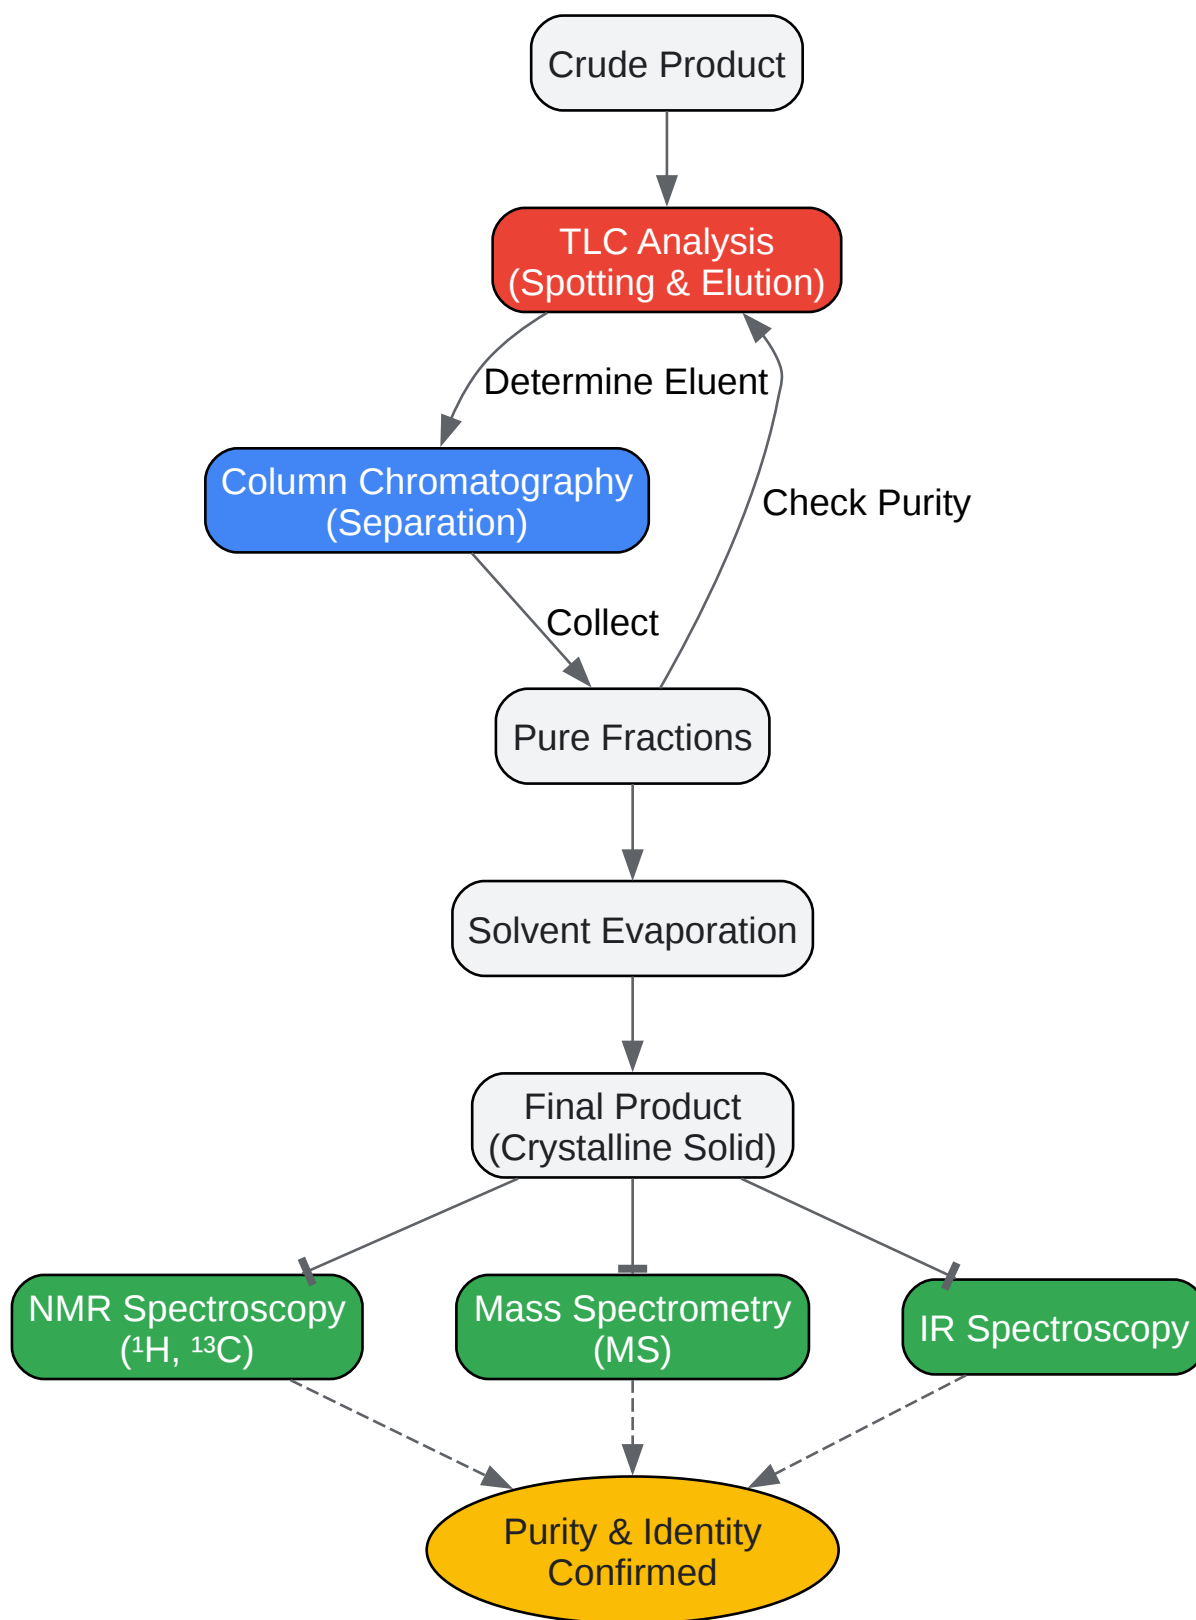 Crude Product
TLC Analysis
(Spotting & Elution)
Determine Eluent
Column Chromatography
(Separation)
Check Purity
Collect
Pure Fractions
Solvent Evaporation
Final Product
(Crystalline Solid)
NMR Spectroscopy
(¹H, ¹³C)
Mass Spectrometry
(MS)
IR Spectroscopy
Purity & Identity
Confirmed